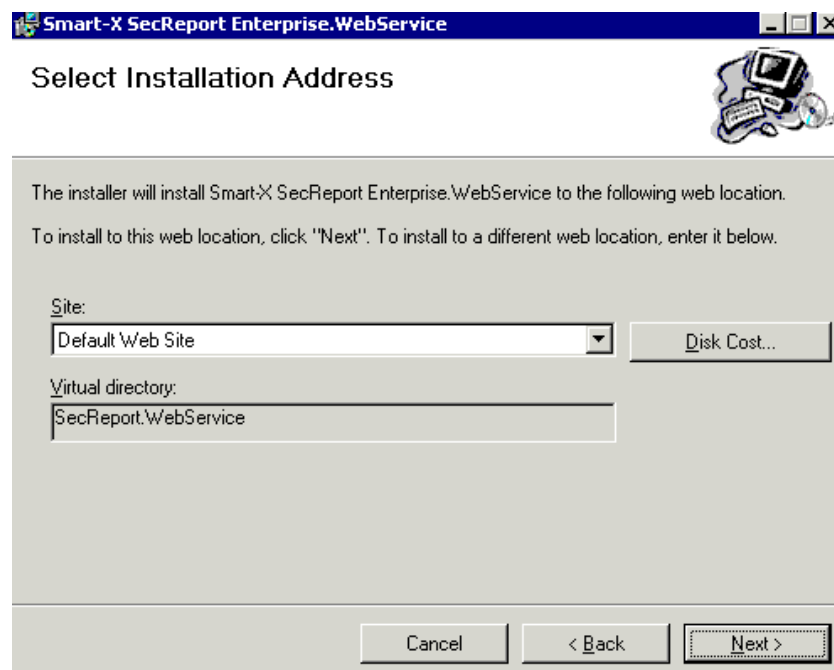 Smart-X SecReport Enterprise.WebService
Select Installation Address
The installer will install Smart-X SecReport Enterprise.WebService to the following web location.
To install to this web location, click "Next". To install to a different web location, enter it below.
Site:
Default Web Site
Disk Cost...
Virtual directory:
SecReport.WebService
Cancel
< Back
Next >